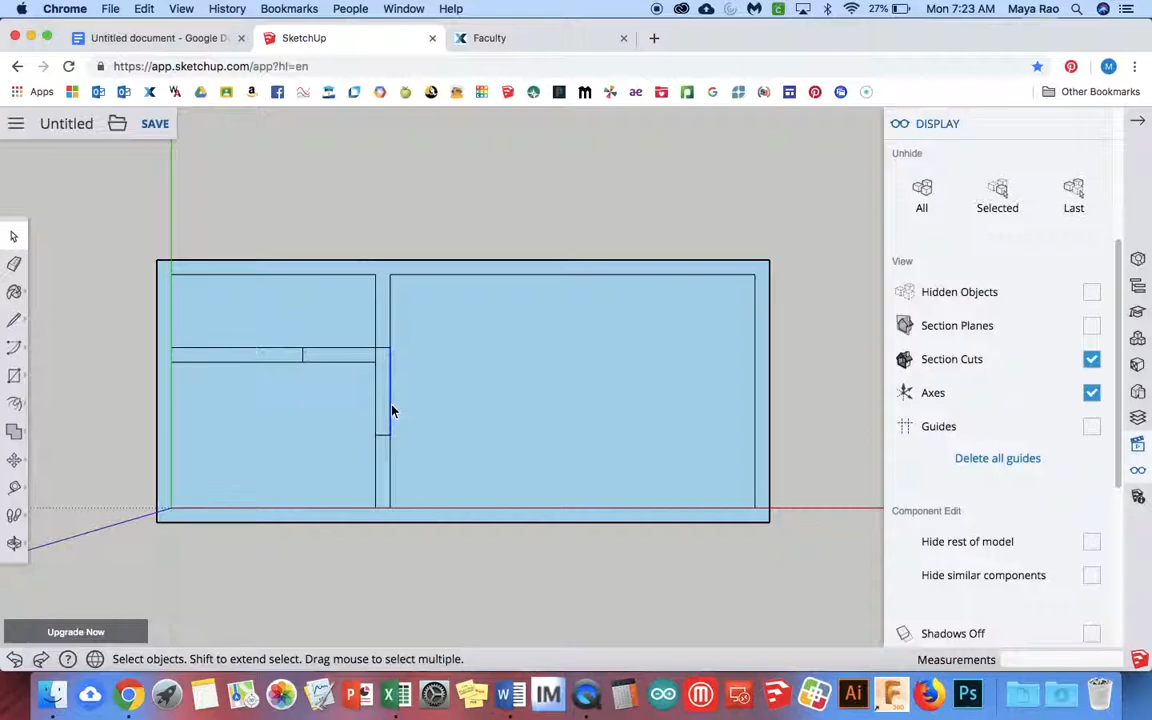 Chrome File Edit View History Bookmarks People Window Help 27% Mon 7:23 AM Maya Rao
Untitled document - Google D SketchUp Faculty
https://app.sketchup.com/app?hl=en
Apps Other Bookmarks
Untitled SAVE
DISPLAY
Unhide
All Selected Last
View
Hidden Objects
Section Planes
Section Cuts
Axes
Guides
Delete all guides
Component Edit
Hide rest of model
Hide similar components
Shadows Off
Upgrade Now
Select objects. Shift to extend select. Drag mouse to select multiple. Measurements